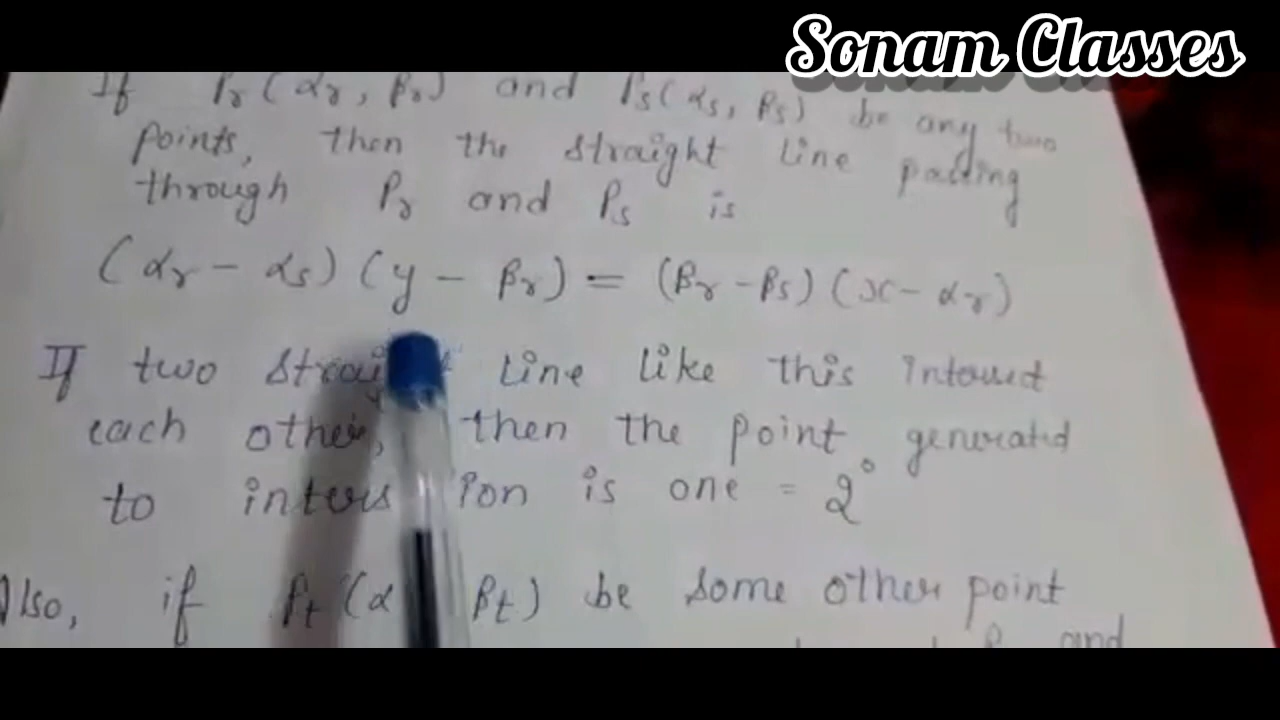 Sonam Classes
If Pr(αr, βr) and Ps(αs, βs) be any two
points, then the straight line passing
through Pr and Ps is
(αr - αs) (y - βr) = (βr - βs) (x - αr)
If two line like this intersect
each other, then the point generated
to is one = 2°
Also, if Pt(α βt) be some other point
and